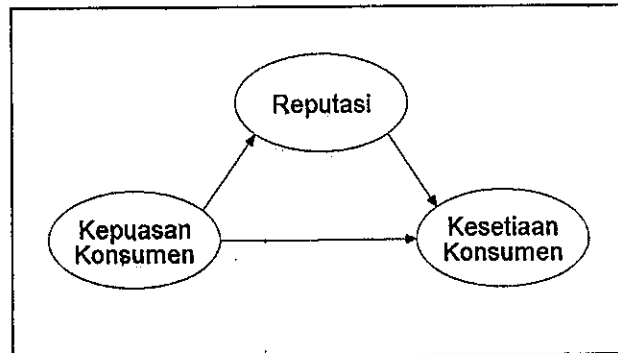 Reputasi
Kepuasan
Konsumen
Kesetiaan
Konsumen